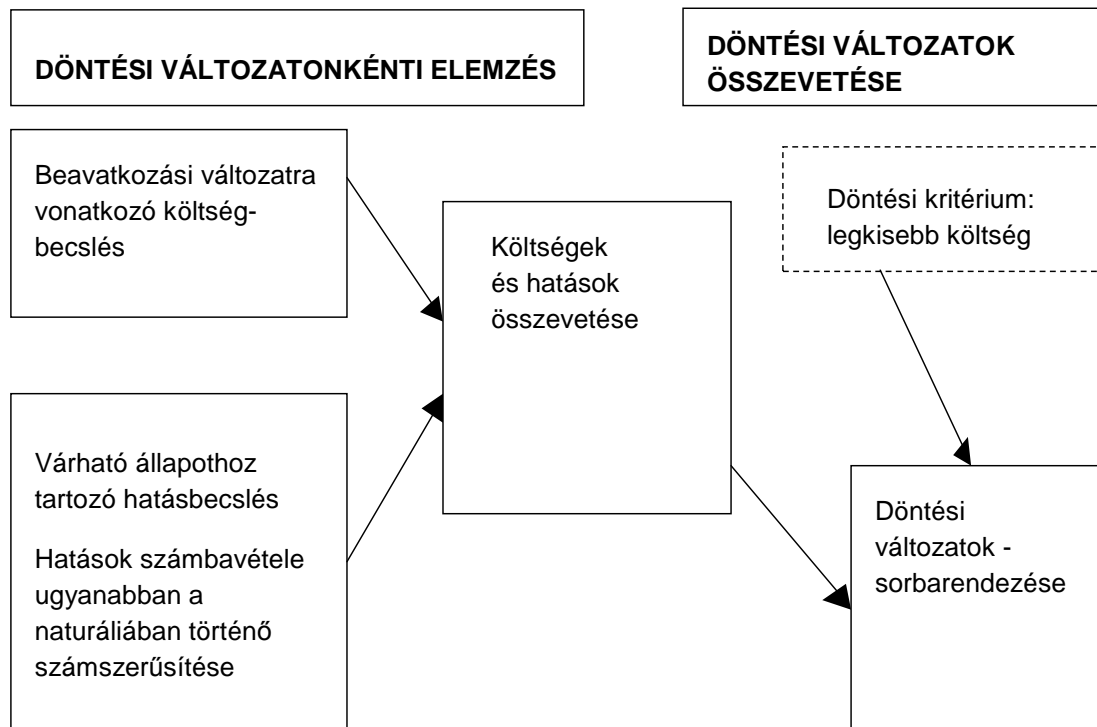 DÖNTÉSI VÁLTOZATONKÉNTI ELEMZÉS
DÖNTÉSI VÁLTOZATOK
ÖSSZEVETÉSE
Beavatkozási változatra
vonatkozó költség-
becslés
Költségek
és hatások
összevetése
Döntési kritérium:
legkisebb költség
Várható állapothoz
tartozó hatásbecslés
Hatások számbavétele
ugyanabban a
naturáliában történő
számszerűsítése
Döntési
változatok -
sorbarendezése